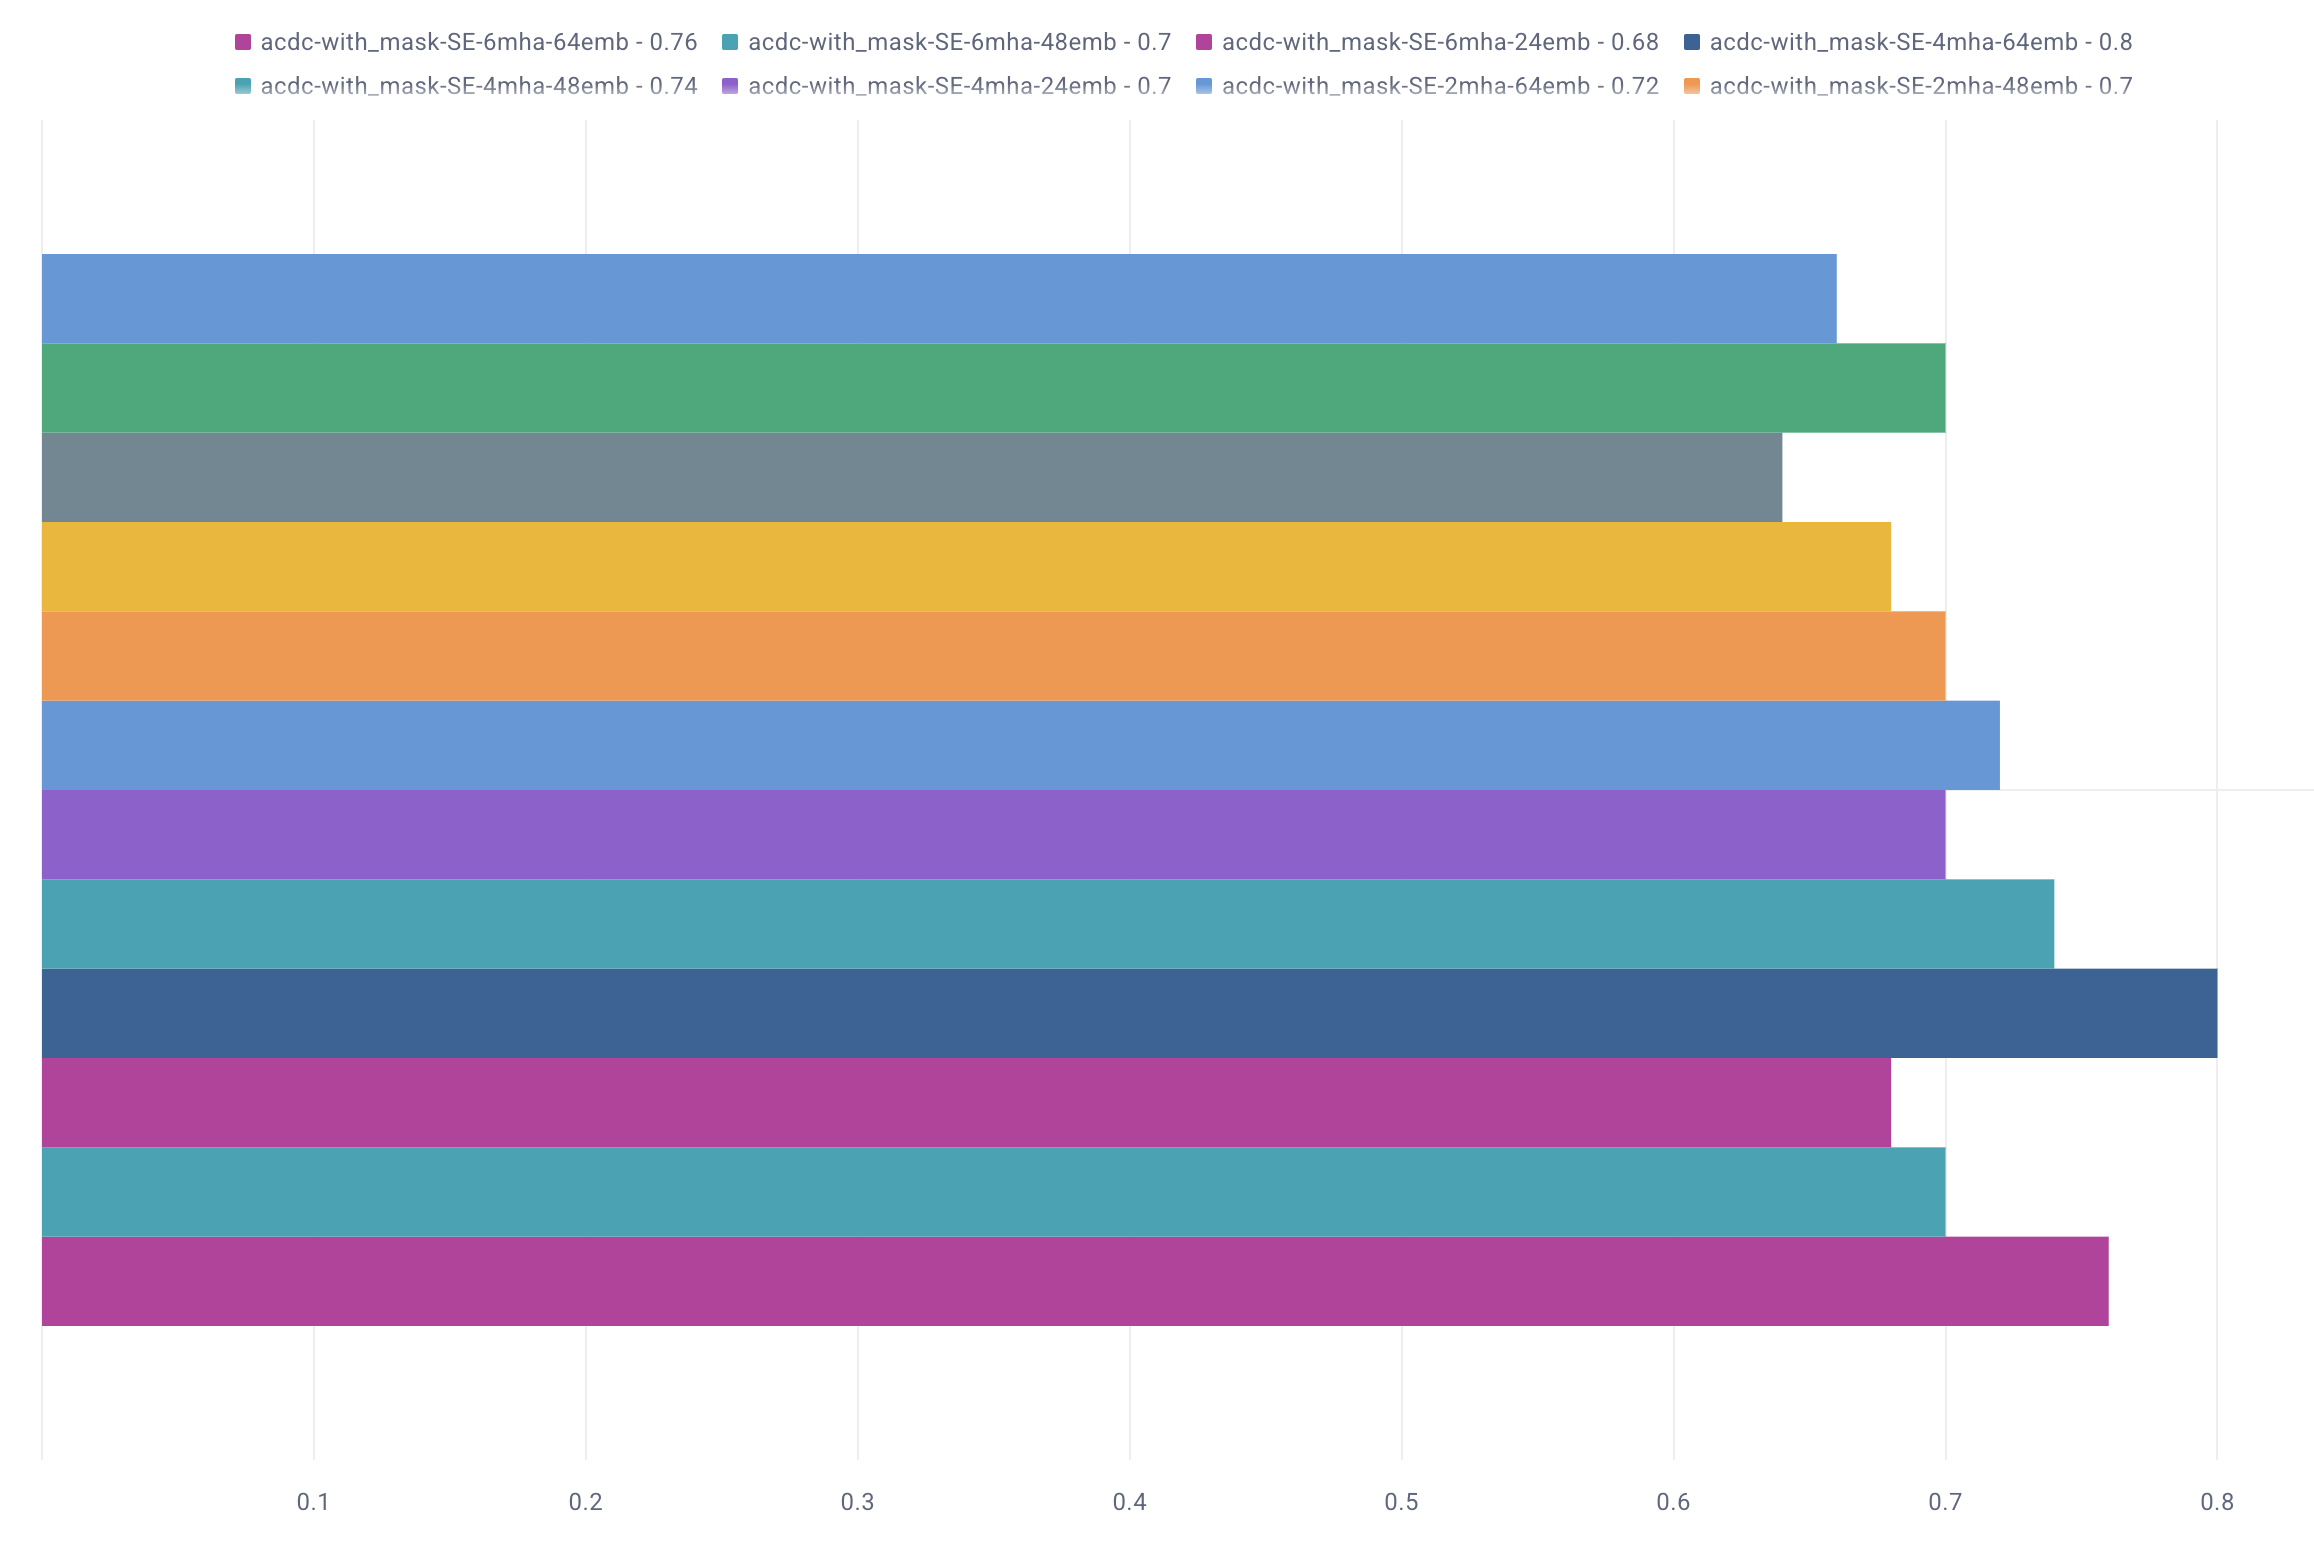 acdc-with_mask-SE-6mha-64emb - 0.76 acdc-with_mask-SE-6mha-48emb - 0.7 acdc-with_mask-SE-6mha-24emb - 0.68 acdc-with_mask-SE-4mha-64emb - 0.8
acdc-with_mask-SE-4mha-48emb - 0.74 acdc-with_mask-SE-4mha-24emb - 0.7 acdc-with_mask-SE-2mha-64emb - 0.72 acdc-with_mask-SE-2mha-48emb - 0.7
0.1 0.2 0.3 0.4 0.5 0.6 0.7 0.8